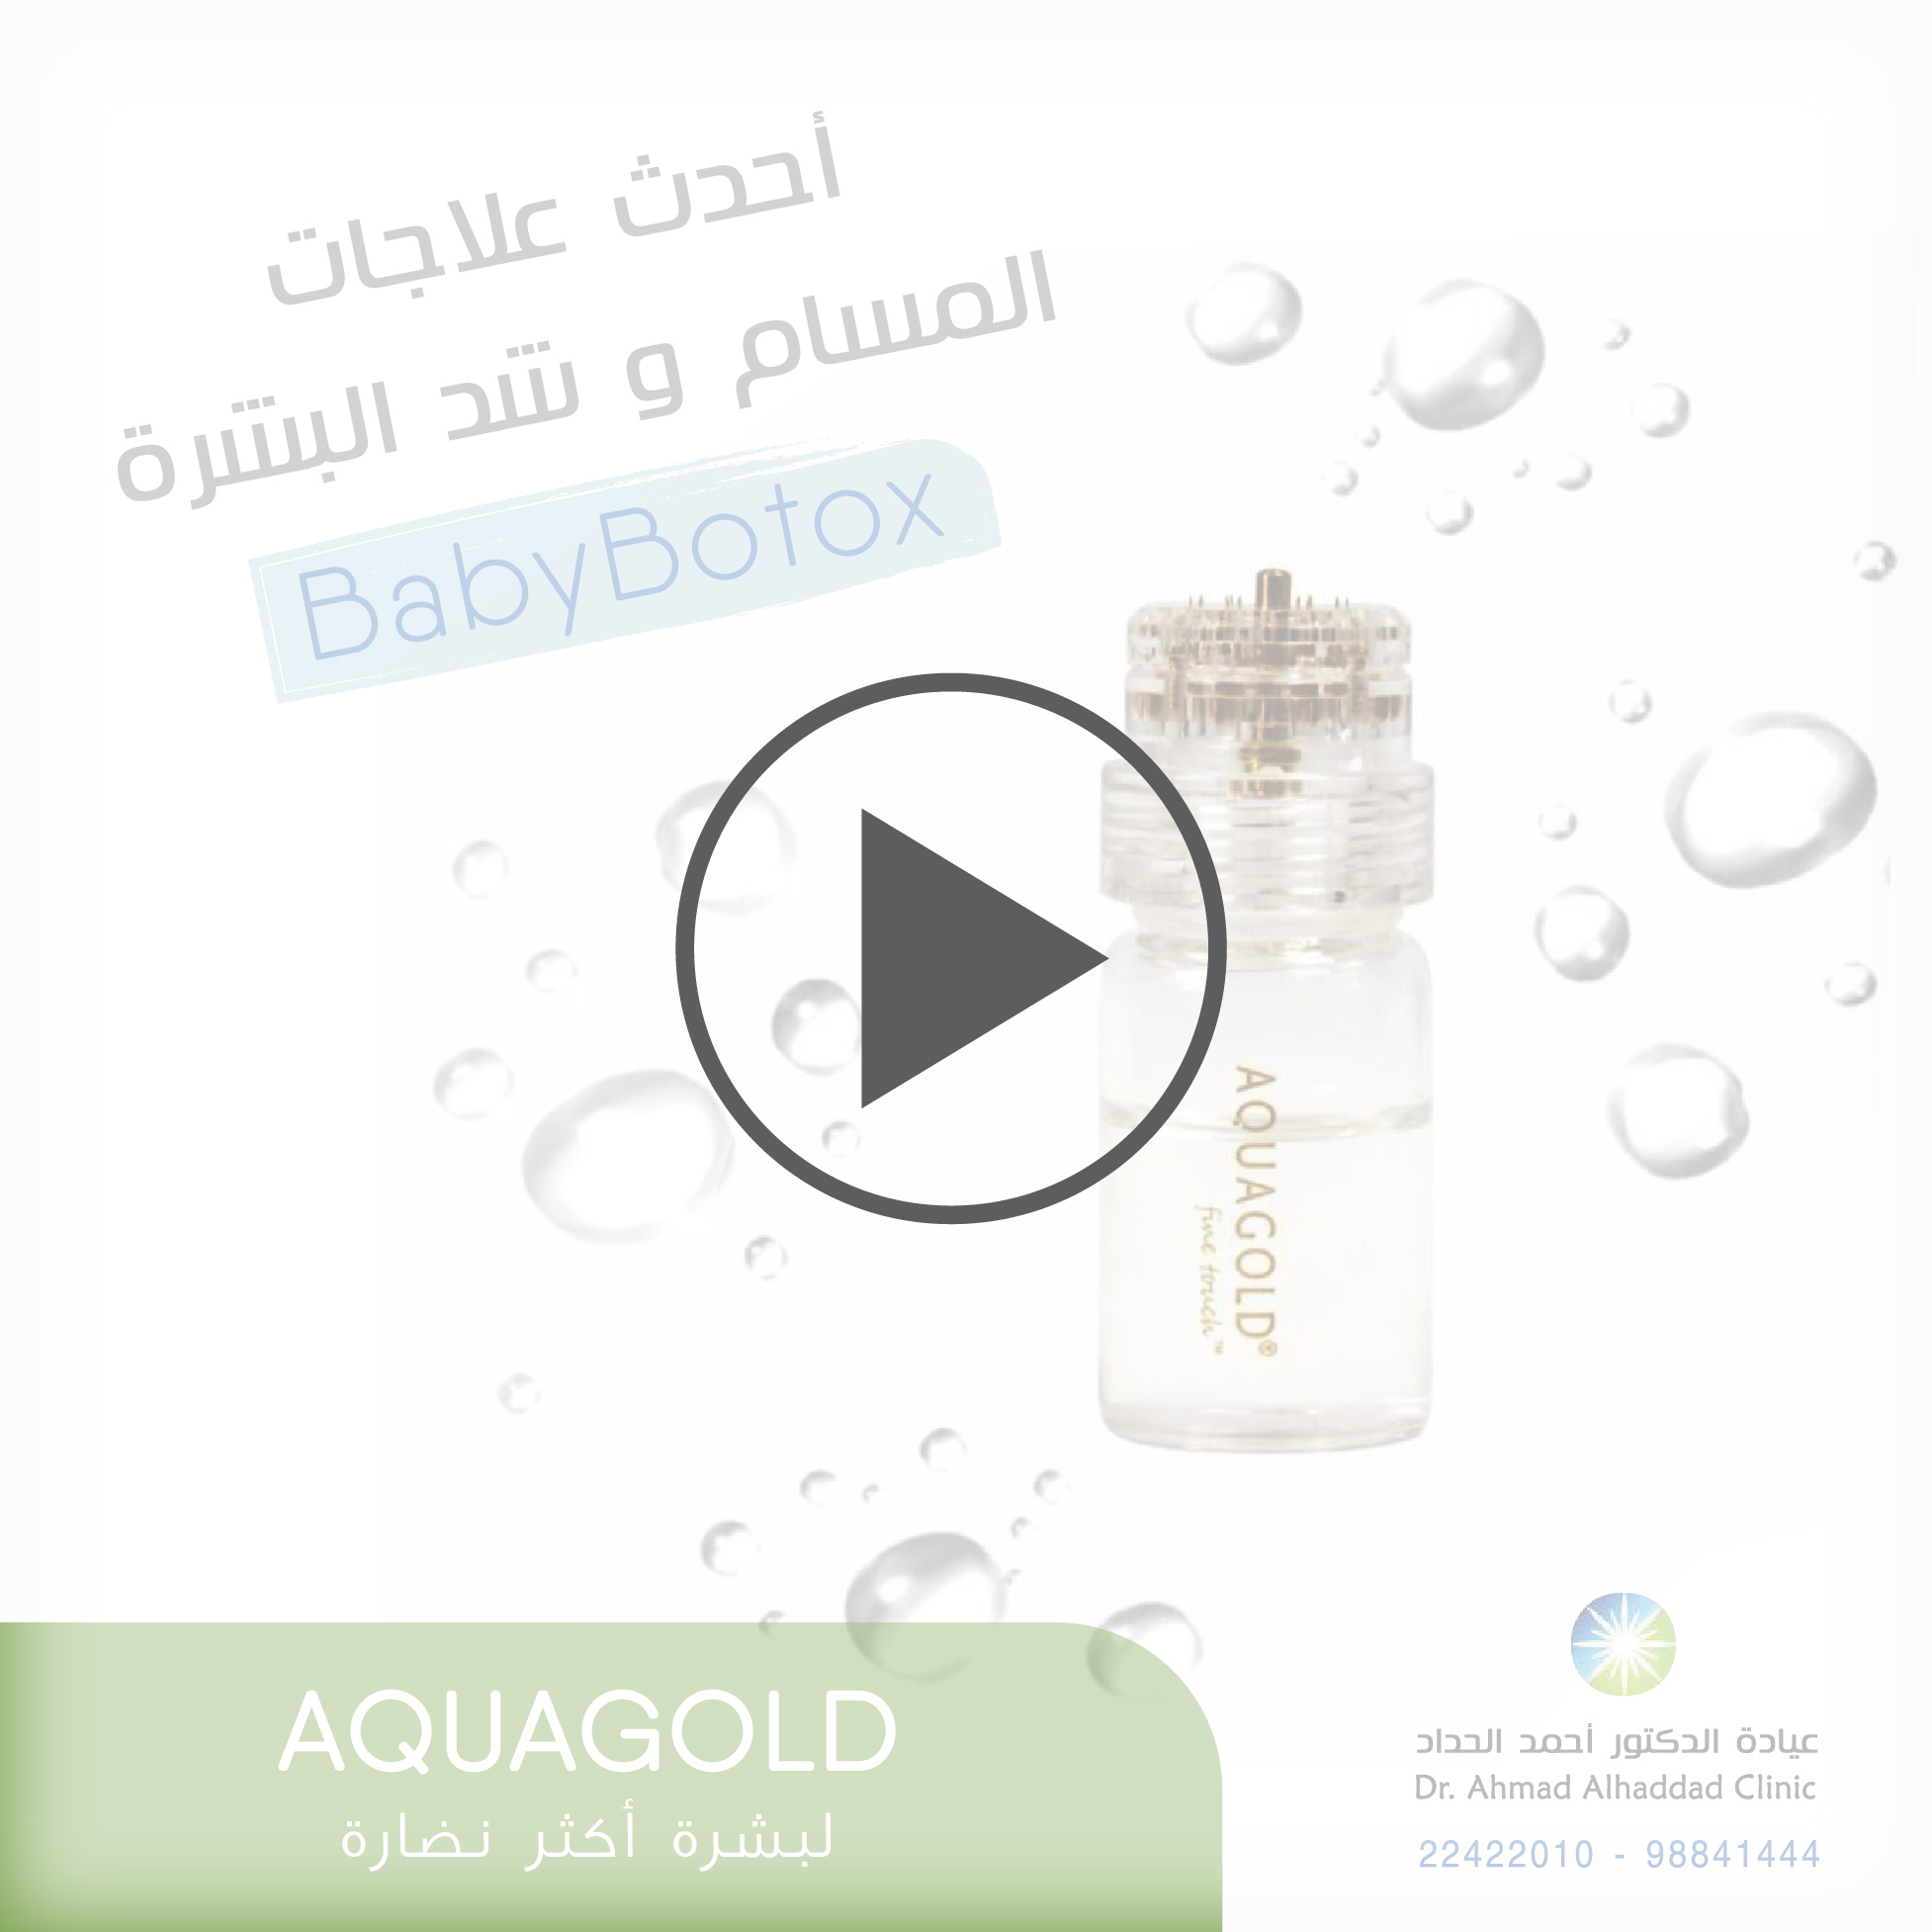 أحدث علاجات
المسام و شد البشرة
BabyBotox
AQUAGOLD®
fine touch™
AQUAGOLD
لبشرة أكثر نضارة
عيادة الدكتور أحمد الحداد
Dr. Ahmad Alhaddad Clinic
22422010 - 98841444